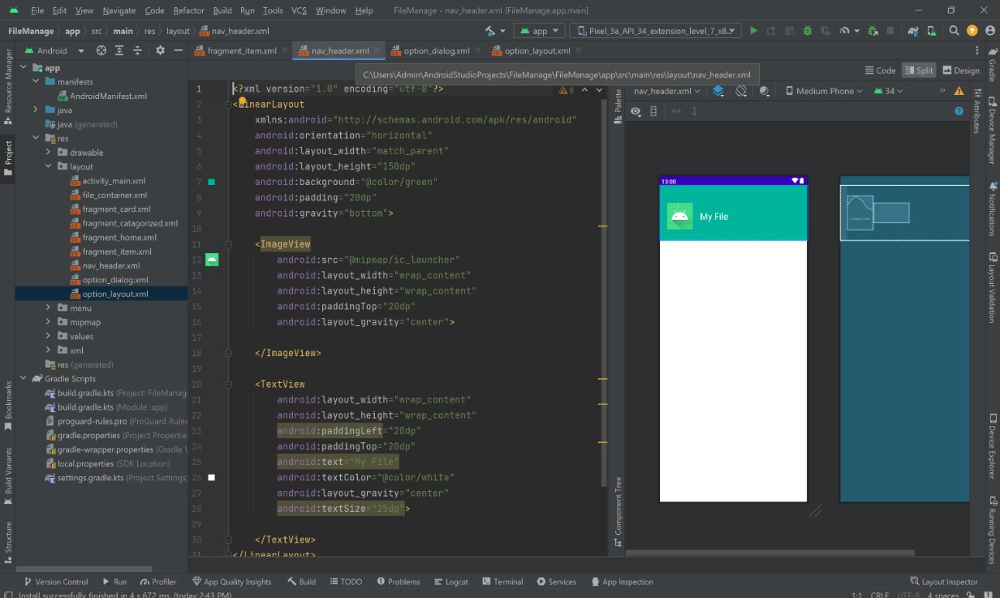 File Edit View Navigate Code Refactor Build Run Tools VCS Window Help FileManage - nav_header.xml [FileManage.app.main]
FileManage app src main res layout nav_header.xml app Pixel_3a_API_34_extension_level_7_x8...
Android fragment_item.xml nav_header.xml option_dialog.xml option_layout.xml
C:\Users\Admin\AndroidStudioProjects\FileManage\FileManage\app\src\main\res\layout\nav_header.xml
Code Split Design
Resource Manager
Project
Bookmarks
Build Variants
Structure
app
manifests
AndroidManifest.xml
java
java (generated)
res
drawable
layout
activity_main.xml
file_container.xml
fragment_card.xml
fragment_catagorized.xml
fragment_home.xml
fragment_item.xml
nav_header.xml
option_dialog.xml
option_layout.xml
menu
mipmap
values
xml
res (generated)
Gradle Scripts
build.gradle.kts (Project: FileManag
build.gradle.kts (Module :app)
proguard-rules.pro (ProGuard Rules
gradle.properties (Project Properties
gradle-wrapper.properties (Gradle V
local.properties (SDK Location)
settings.gradle.kts (Project Settings)
1 <?xml version="1.0" encoding="utf-8"?> 8
2 <LinearLayout
3 xmlns:android="http://schemas.android.com/apk/res/android"
4 android:orientation="horizontal"
5 android:layout_width="match_parent"
6 android:layout_height="150dp"
7 android:background="@color/green"
8 android:padding="20dp"
9 android:gravity="bottom">
10
11 <ImageView
12 android:src="@mipmap/ic_launcher"
13 android:layout_width="wrap_content"
14 android:layout_height="wrap_content"
15 android:paddingTop="20dp"
16 android:layout_gravity="center">
17
18 </ImageView>
19
20 <TextView
21 android:layout_width="wrap_content"
22 android:layout_height="wrap_content"
23 android:paddingLeft="20dp"
24 android:paddingTop="20dp"
25 android:text="My File"
26 android:textColor="@color/white"
27 android:layout_gravity="center"
28 android:textSize="25dp">
29
30 </TextView>
31 </LinearLayout>
Palette
Component Tree
nav_header.xml Medium Phone 34
13:00
My File
Attributes
Gradle
Device Manager
Notifications
Layout Validation
Device Explorer
Running Devices
Version Control Run Profiler App Quality Insights Build TODO Problems Logcat Terminal Services App Inspection Layout Inspector
Install successfully finished in 4 s 672 ms. (today 2:43 PM) 1:1 CRLF UTF-8 4 spaces